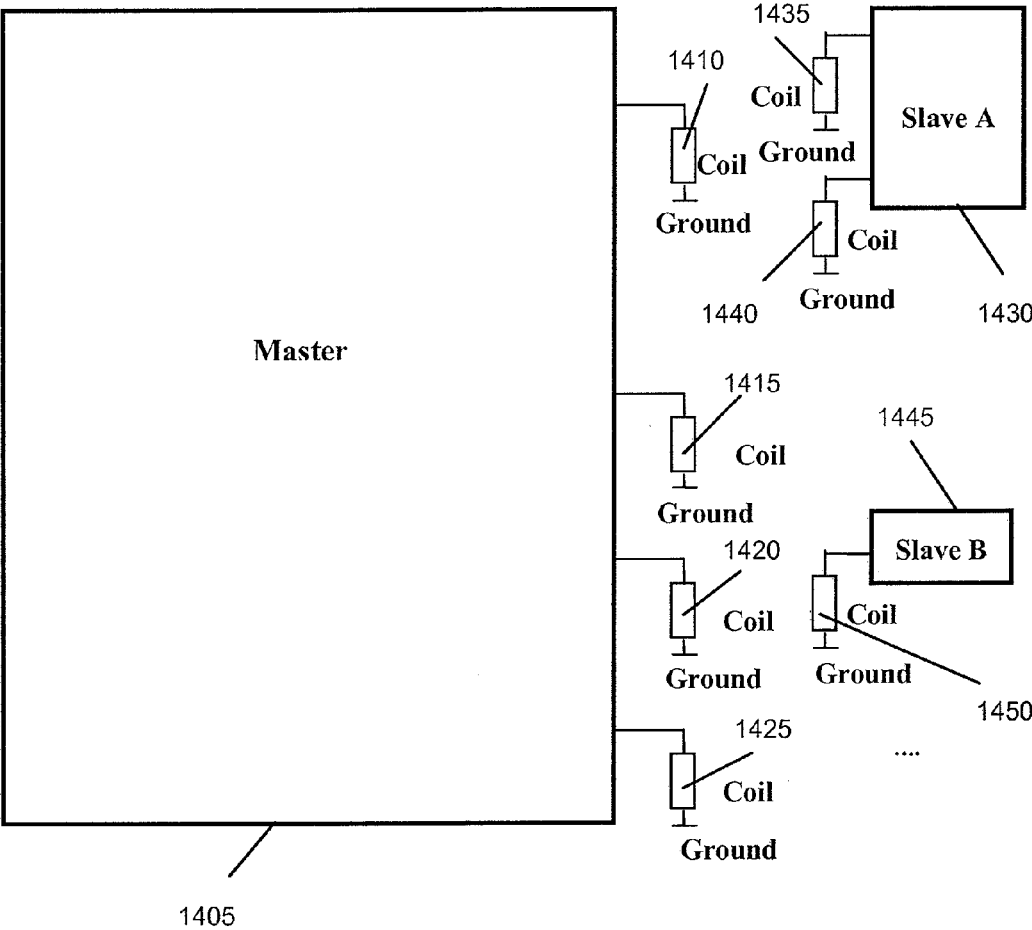 1435
1410
Coil
Slave A
Coil
Ground
Ground
Coil
Ground
1440
1430
Master
1415
1445
Coil
Ground
1420
Slave B
Coil
Coil
Ground
Ground
1450
1425
....
Coil
Ground
1405